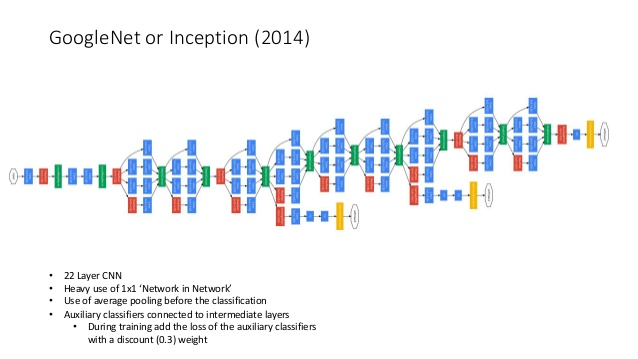 GoogleNet or Inception (2014)
• 22 Layer CNN
• Heavy use of 1x1 ‘Network in Network’
• Use of average pooling before the classification
• Auxiliary classifiers connected to intermediate layers
• During training add the loss of the auxiliary classifiers
with a discount (0.3) weight